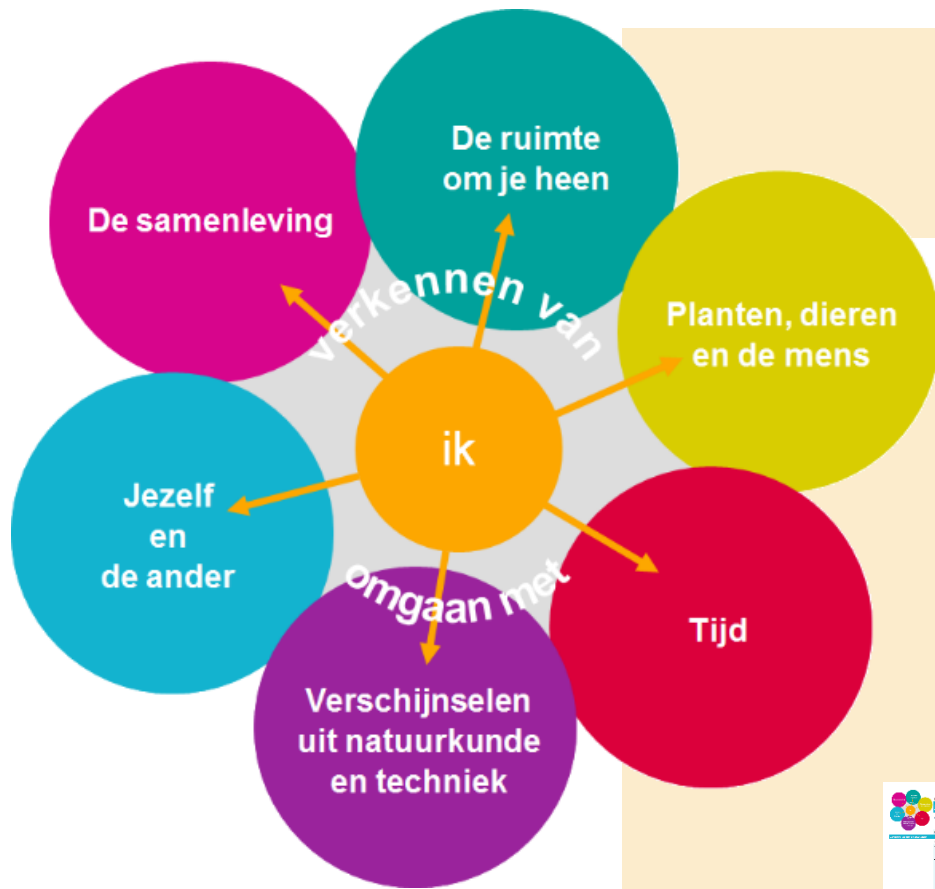 De ruimte
om je heen
De samenleving
verkennen van
Planten, dieren
en de mens
ik
Jezelf
en
de ander
omgaan met
Tijd
Verschijnselen
uit natuurkunde
en techniek